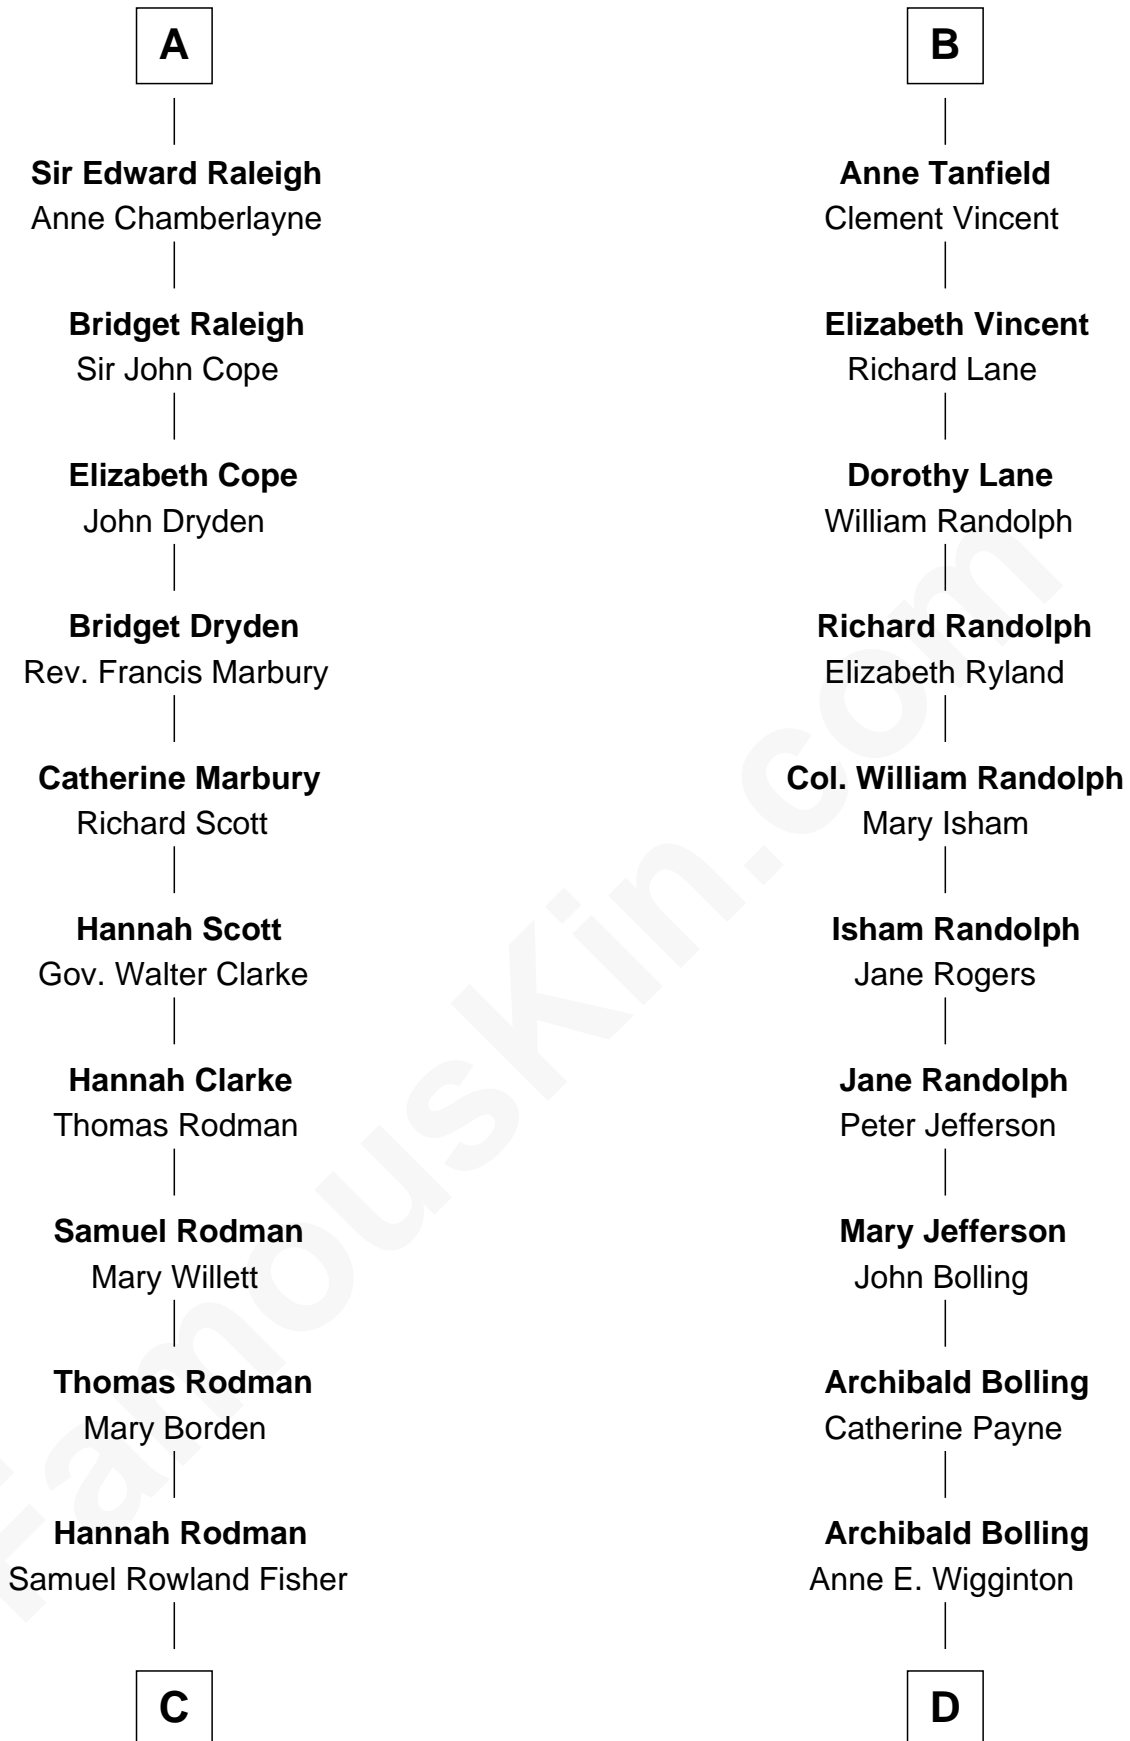 A
Sir Edward Raleigh
Anne Chamberlayne
Bridget Raleigh
Sir John Cope
Elizabeth Cope
John Dryden
Bridget Dryden
Rev. Francis Marbury
Catherine Marbury
Richard Scott
Hannah Scott
Gov. Walter Clarke
Hannah Clarke
Thomas Rodman
Samuel Rodman
Mary Willett
Thomas Rodman
Mary Borden
Hannah Rodman
Samuel Rowland Fisher
C
B
Anne Tanfield
Clement Vincent
Elizabeth Vincent
Richard Lane
Dorothy Lane
William Randolph
Richard Randolph
Elizabeth Ryland
Col. William Randolph
Mary Isham
Isham Randolph
Jane Rogers
Jane Randolph
Peter Jefferson
Mary Jefferson
John Bolling
Archibald Bolling
Catherine Payne
Archibald Bolling
Anne E. Wigginton
D
FamousKin.com